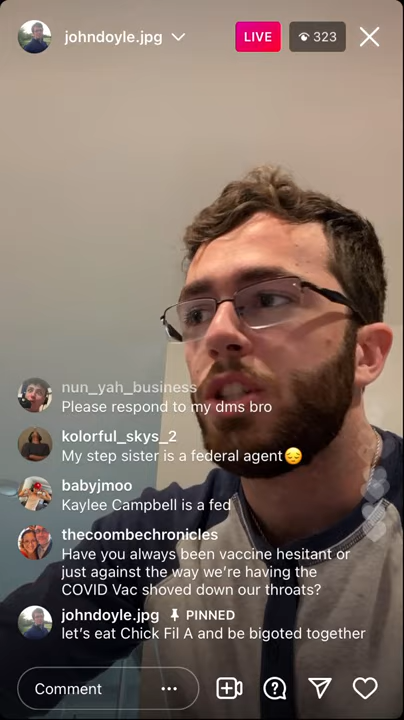 johndoyle.jpg
LIVE
323
nun_yah_business
Please respond to my dms bro
kolorful_skys_2
My step sister is a federal agent😔
babyjmoo
Kaylee Campbell is a fed
thecoombechronicles
Have you always been vaccine hesitant or
just against the way we're having the
COVID Vac shoved down our throats?
johndoyle.jpg PINNED
let's eat Chick Fil A and be bigoted together
Comment